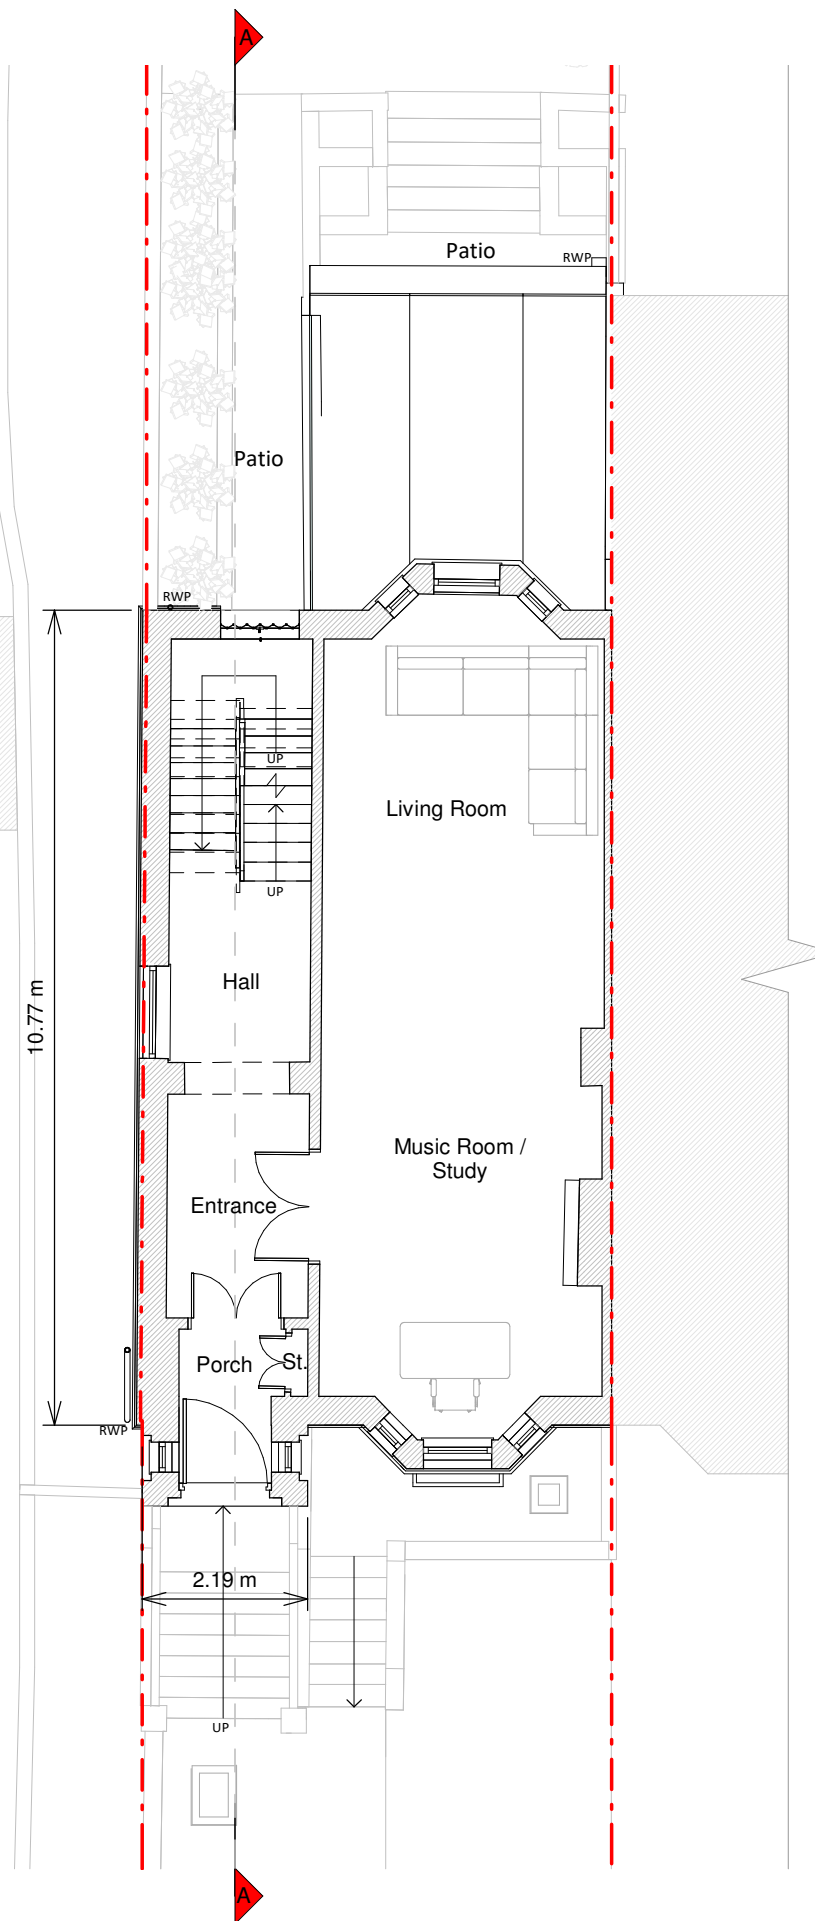 A
Patio
RWP
Patio
RWP
UP
Living Room
UP
Hall
10.77 m
Music Room /
Study
Entrance
Porch
St.
RWP
2.19 m
UP
A